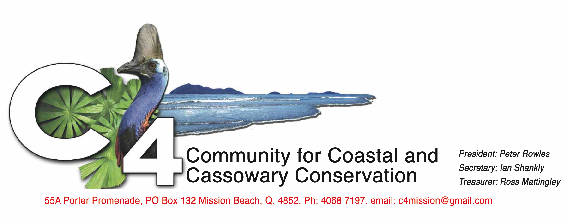 C4
Community for Coastal and
Cassowary Conservation
President: Peter Rowles
Secretary: Ian Shankly
Treasurer: Ross Mattingley
55A Porter Promenade, PO Box 132 Mission Beach, Q. 4852. Ph: 4068 7197. email: c4mission@gmail.com